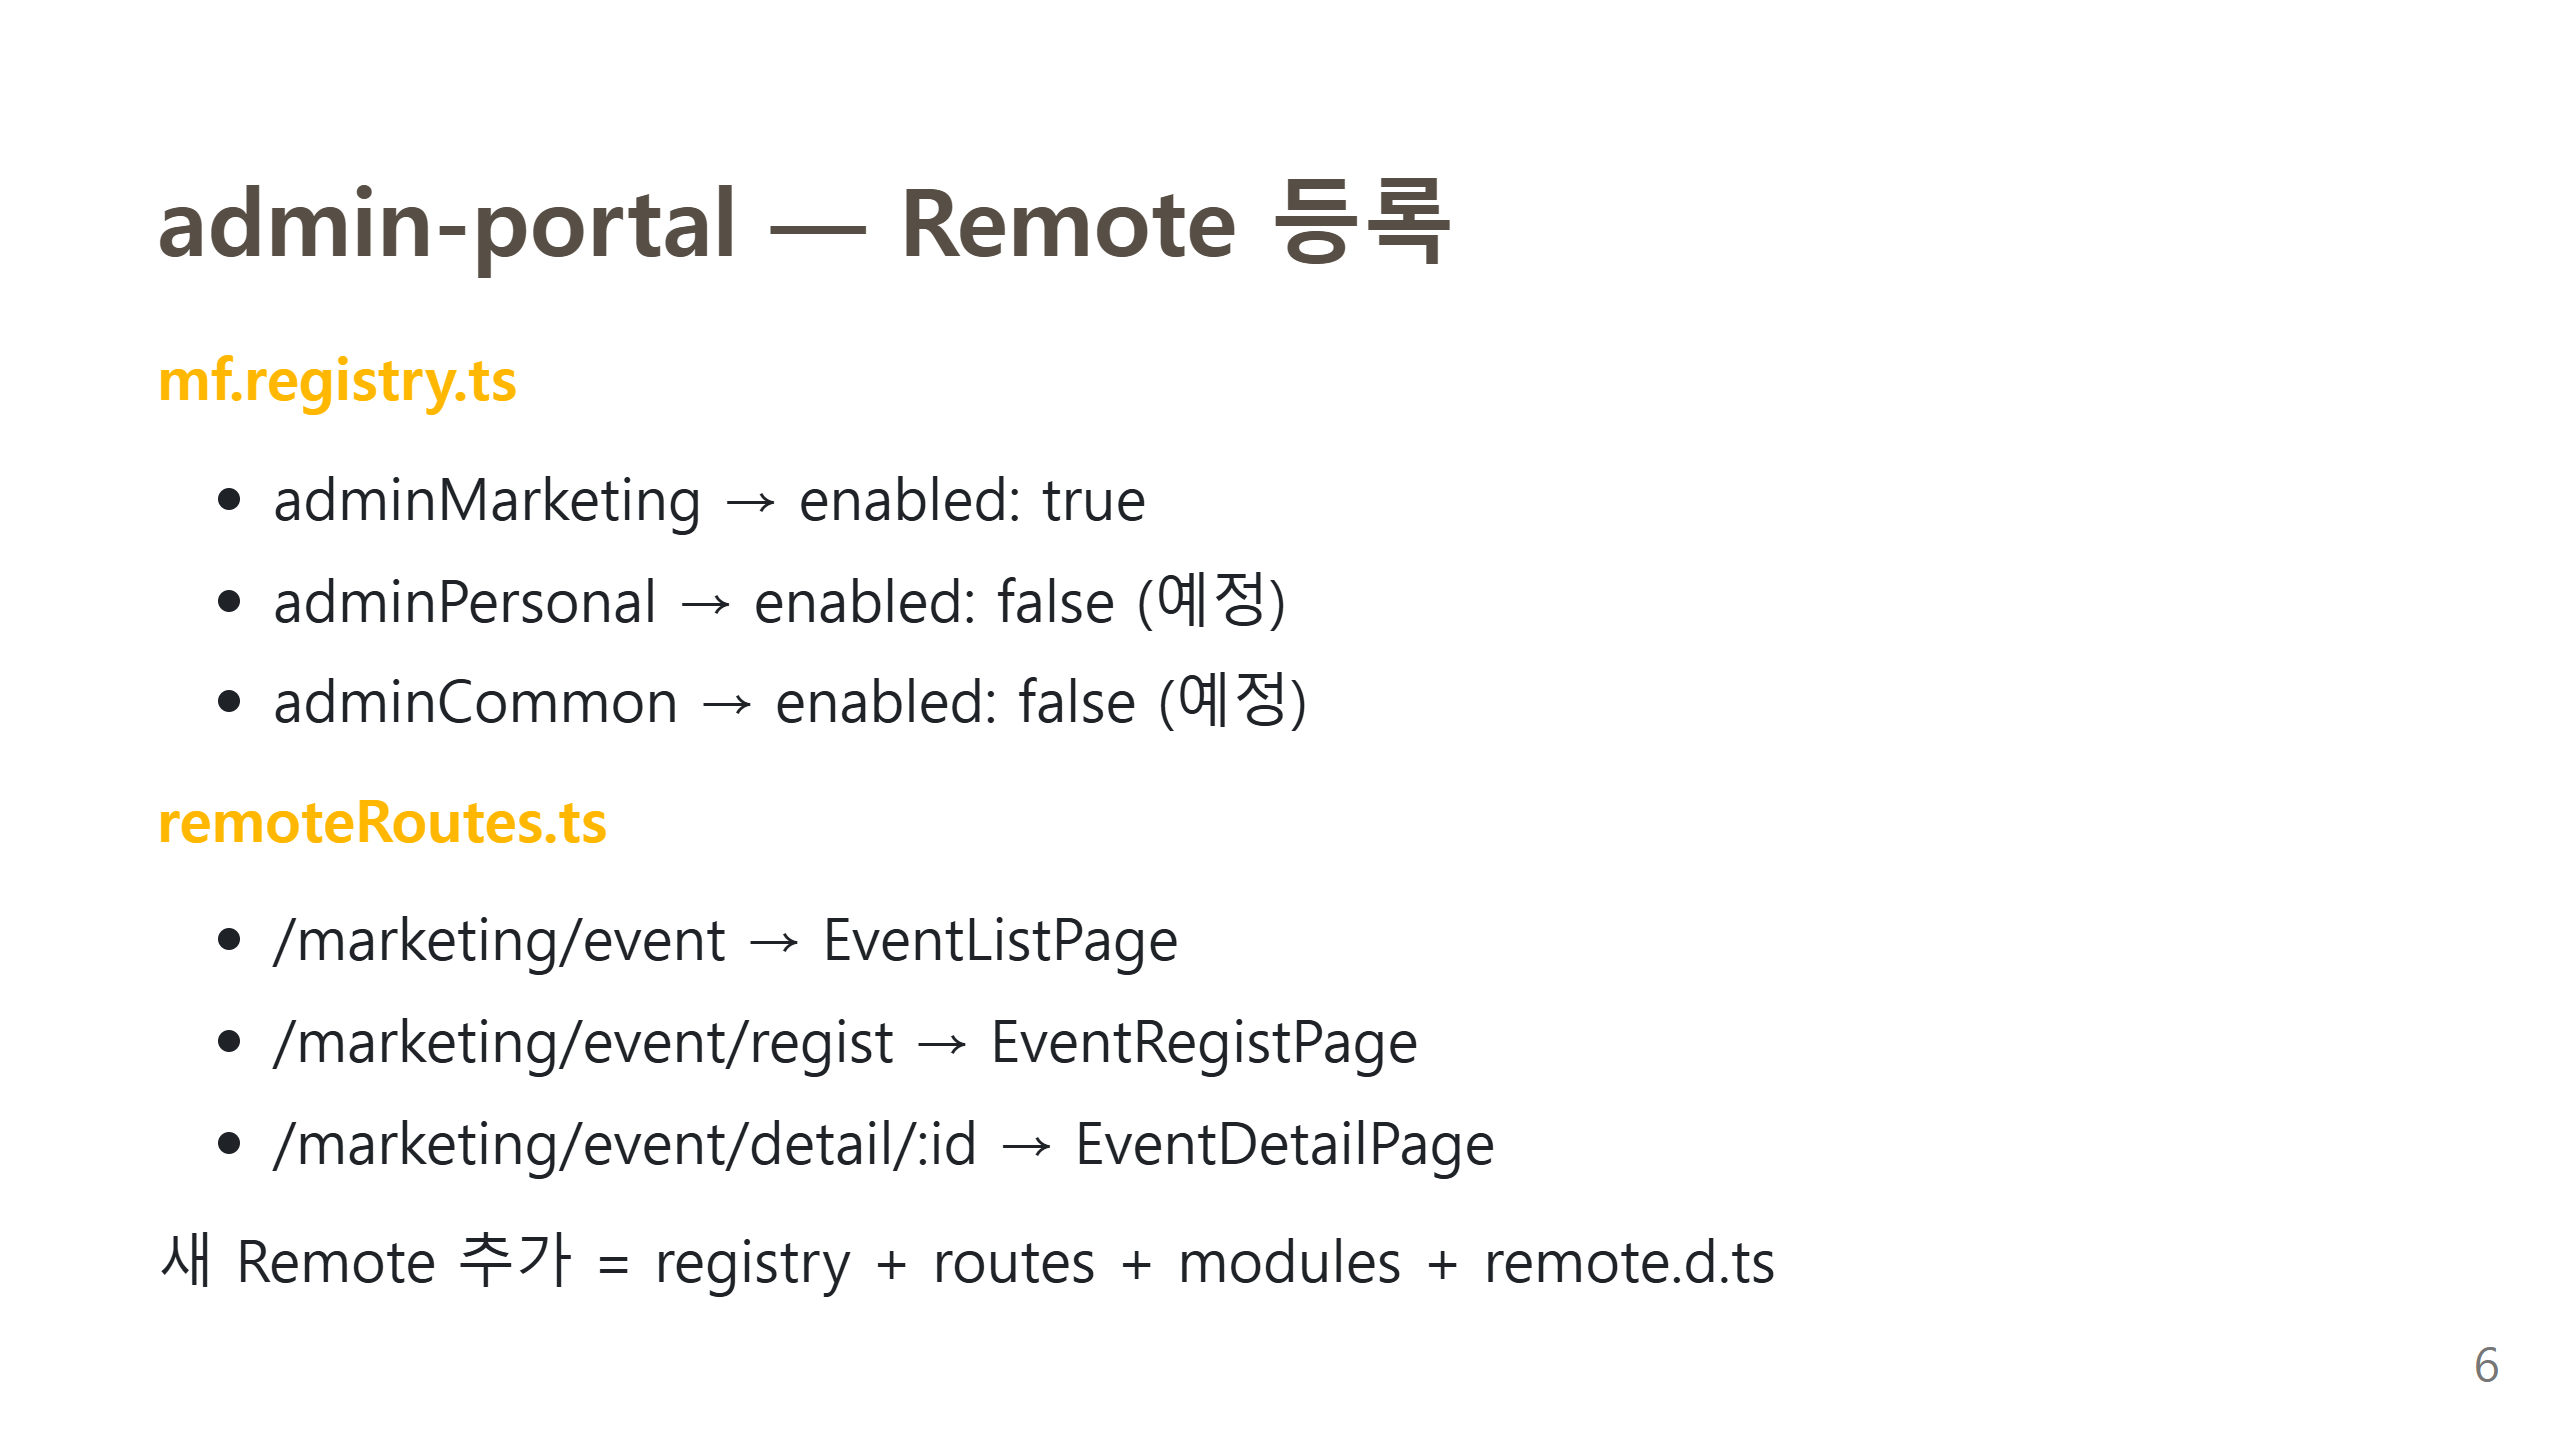 admin-portal — Remote 등록
mf.registry.ts
• adminMarketing → enabled: true
• adminPersonal → enabled: false (예정)
• adminCommon → enabled: false (예정)
remoteRoutes.ts
• /marketing/event → EventListPage
• /marketing/event/regist → EventRegistPage
• /marketing/event/detail/:id → EventDetailPage
새 Remote 추가 = registry + routes + modules + remote.d.ts
6